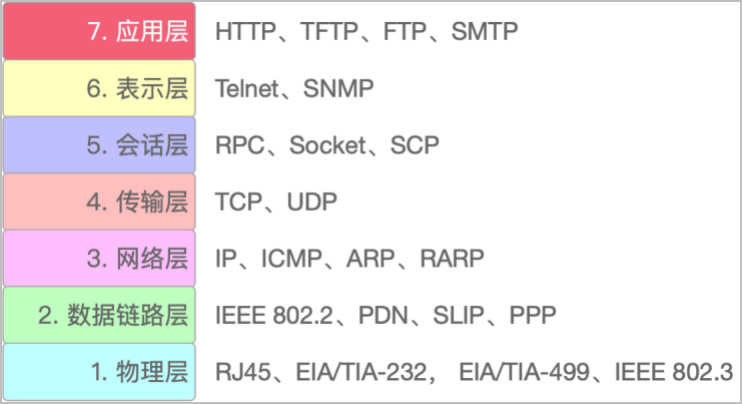 7. 应用层 HTTP、TFTP、FTP、SMTP
6. 表示层 Telnet、SNMP
5. 会话层 RPC、Socket、SCP
4. 传输层 TCP、UDP
3. 网络层 IP、ICMP、ARP、RARP
2. 数据链路层 IEEE 802.2、PDN、SLIP、PPP
1. 物理层 RJ45、EIA/TIA-232， EIA/TIA-499、IEEE 802.3